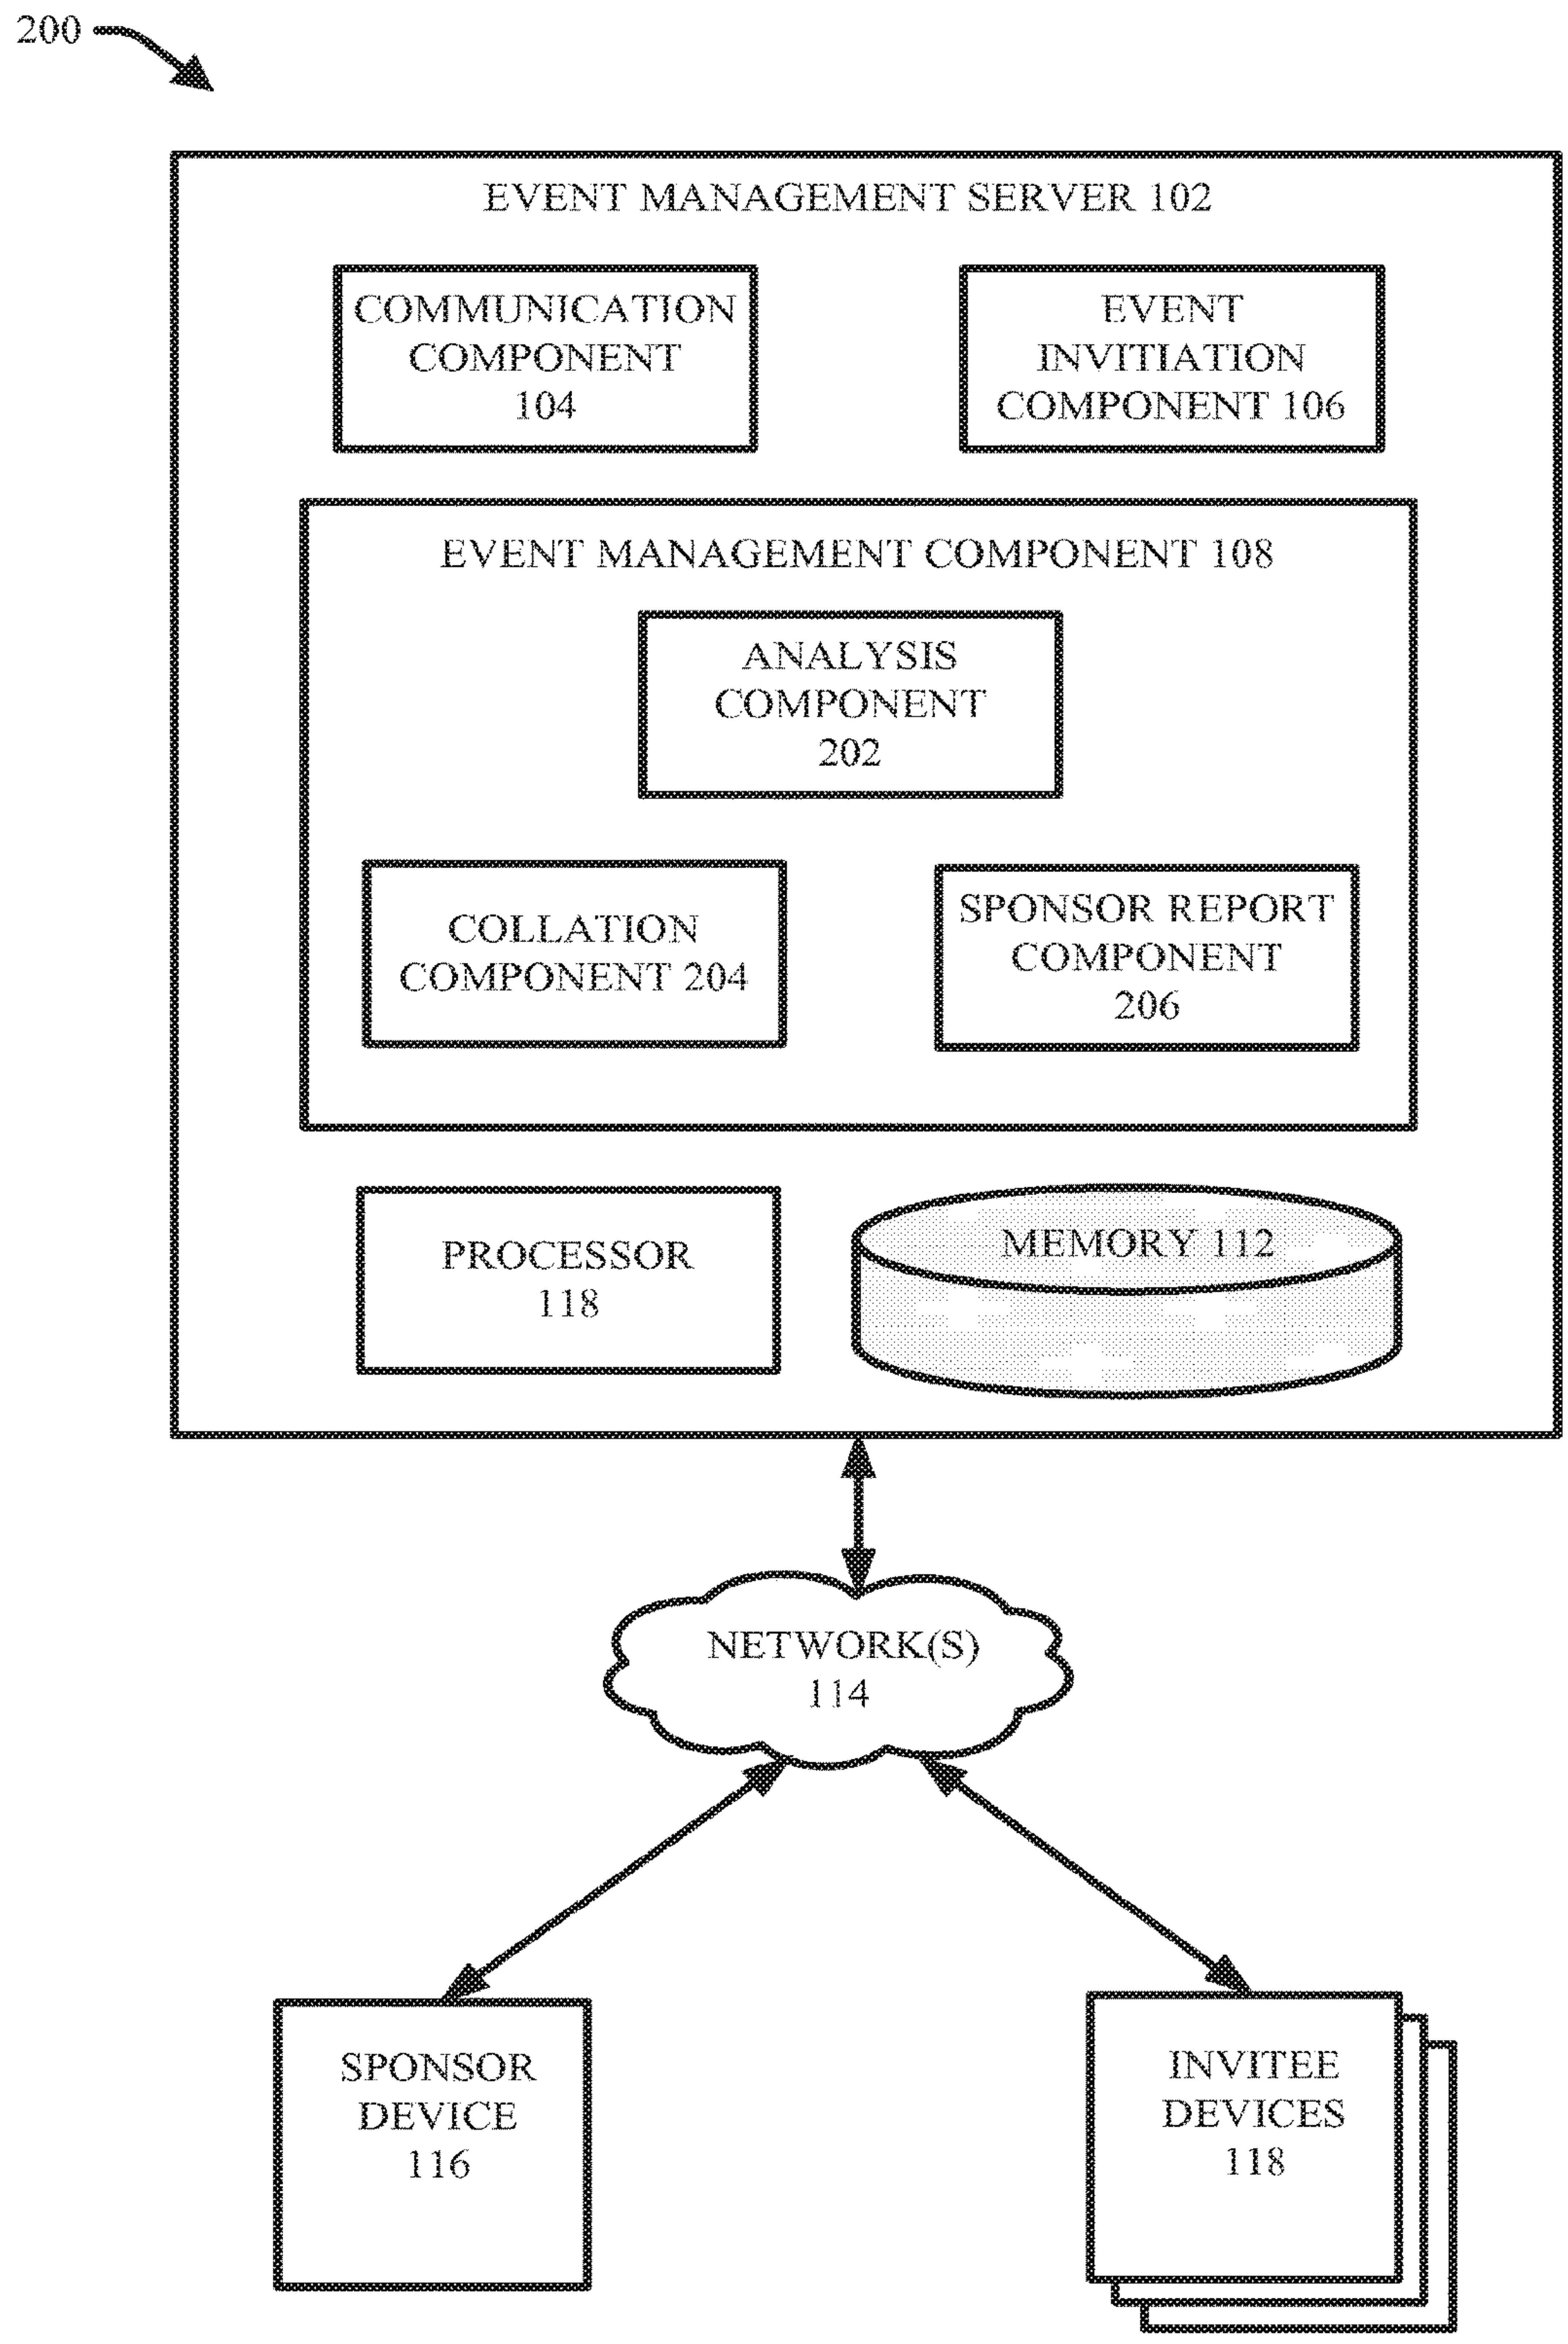 200
EVENT MANAGEMENT SERVER 102
COMMUNICATION
COMPONENT
104
EVENT
INVITIATION
COMPONENT 106
EVENT MANAGEMENT COMPONENT 108
ANALYSIS
COMPONENT
202
COLLATION
COMPONENT 204
SPONSOR REPORT
COMPONENT
206
PROCESSOR
118
MEMORY 112
NETWORK(S)
114
SPONSOR
DEVICE
116
INVITEE
DEVICES
118